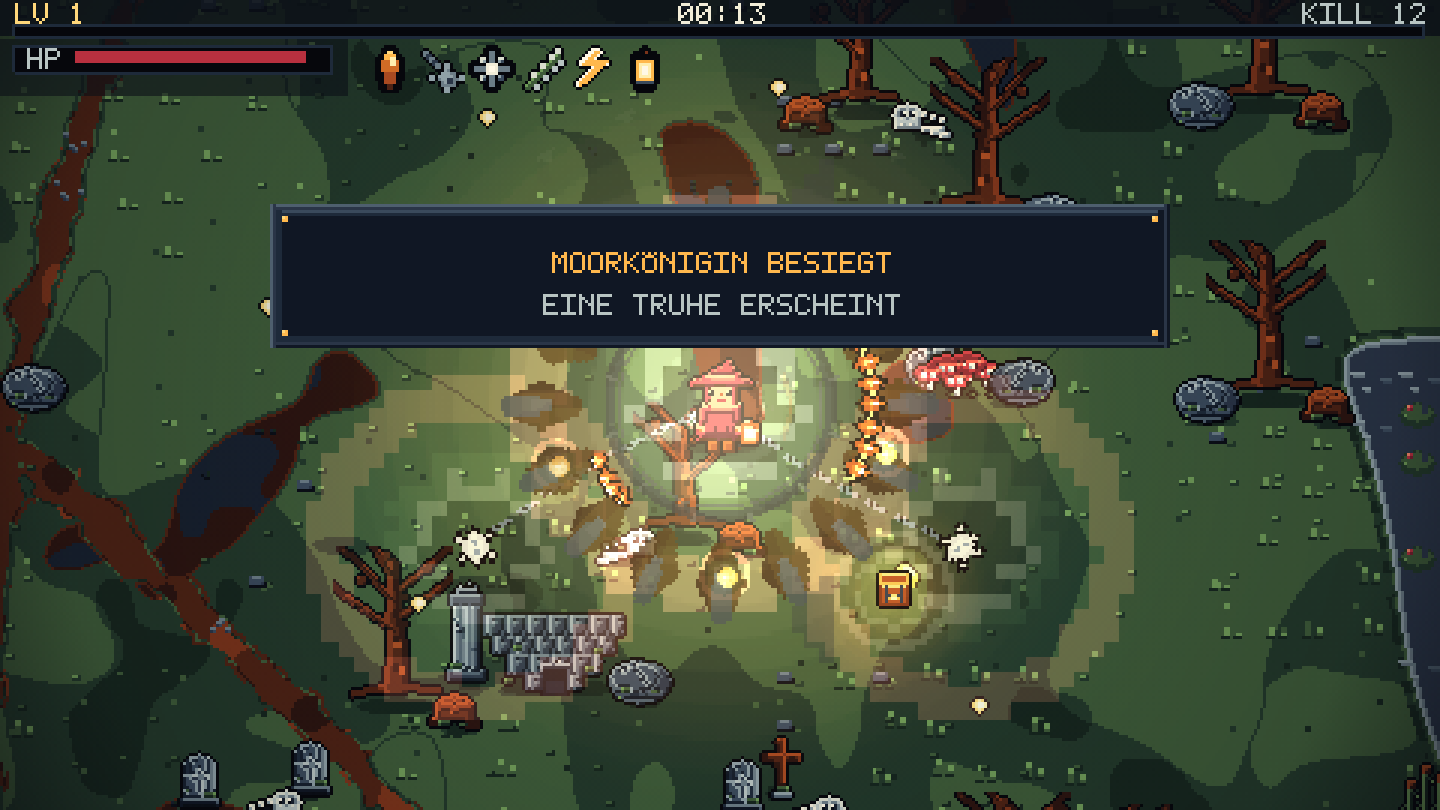 LV 1
00:13
KILL 12
HP
MOORKÖNIGIN BESIEGT
EINE TRUHE ERSCHEINT